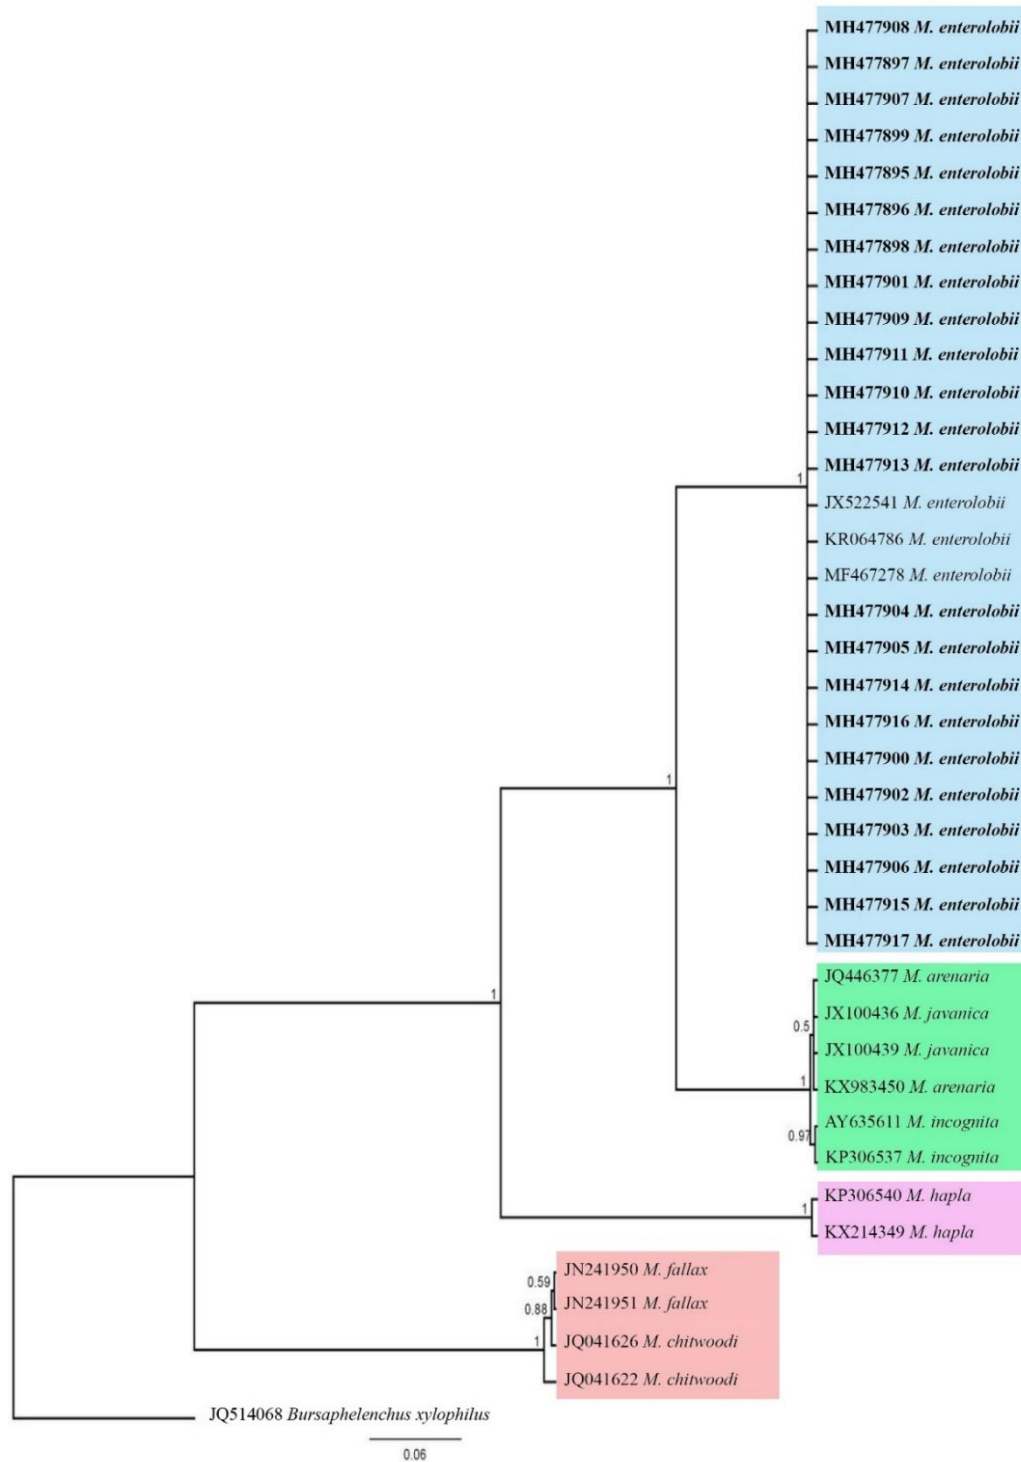 MH477908 M. enterolobii
MH477897 M. enterolobii
MH477907 M. enterolobii
MH477899 M. enterolobii
MH477895 M. enterolobii
MH477896 M. enterolobii
MH477898 M. enterolobii
MH477901 M. enterolobii
MH477909 M. enterolobii
MH477911 M. enterolobii
MH477910 M. enterolobii
MH477912 M. enterolobii
MH477913 M. enterolobii
1
JX522541 M. enterolobii
KR064786 M. enterolobii
MF467278 M. enterolobii
MH477904 M. enterolobii
MH477905 M. enterolobii
MH477914 M. enterolobii
MH477916 M. enterolobii
MH477900 M. enterolobii
1
MH477902 M. enterolobii
MH477903 M. enterolobii
MH477906 M. enterolobii
MH477915 M. enterolobii
MH477917 M. enterolobii
JQ446377 M. arenaria
1
JX100436 M. javanica
0.5
JX100439 M. javanica
1
KX983450 M. arenaria
AY635611 M. incognita
0.97
KP306537 M. incognita
KP306540 M. hapla
1
KX214349 M. hapla
JN241950 M. fallax
0.59
JN241951 M. fallax
0.88
JQ041626 M. chitwoodi
1
JQ041622 M. chitwoodi
JQ514068 Bursaphelenchus xylophilus
0.06